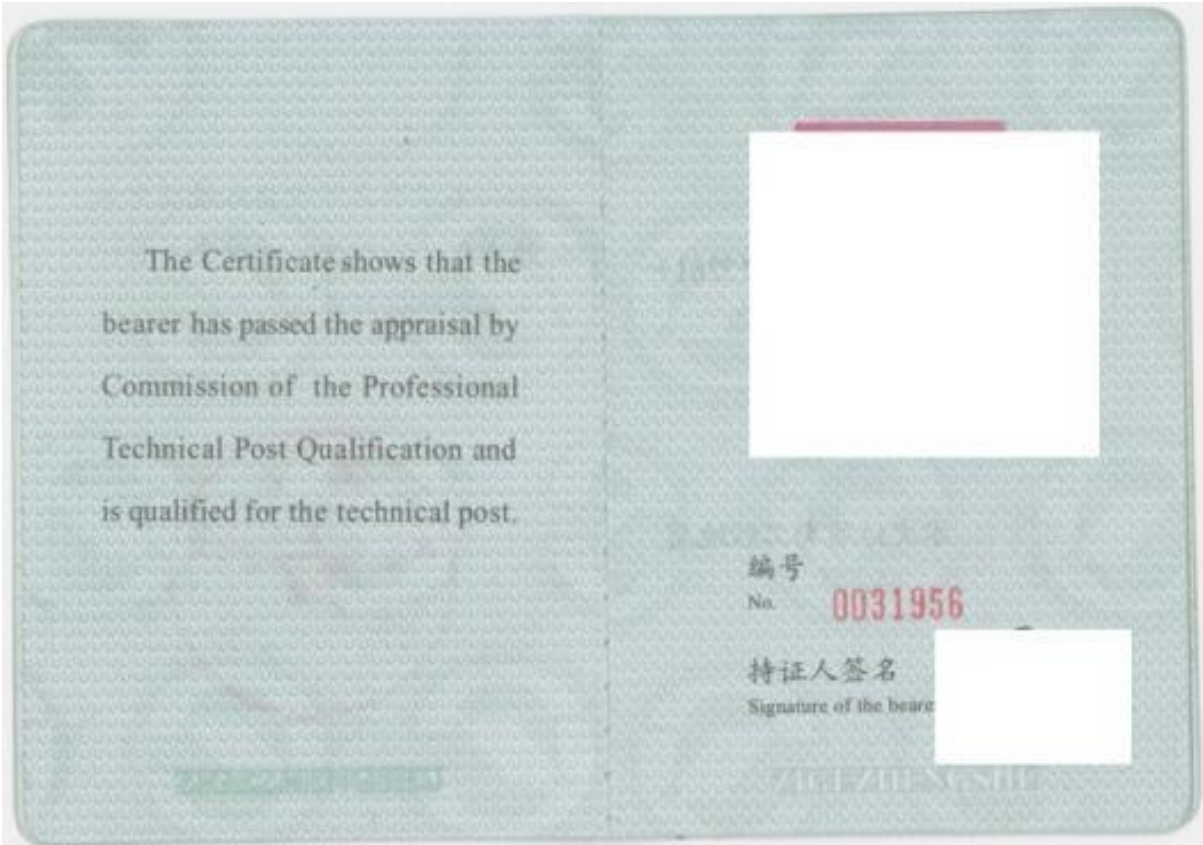 The Certificate shows that the
bearer has passed the appraisal by
Commission of the Professional
Technical Post Qualification and
is qualified for the technical post.
编号
No. 0031956
持证人签名
Signature of the beare
ZIGEZHENGSHU